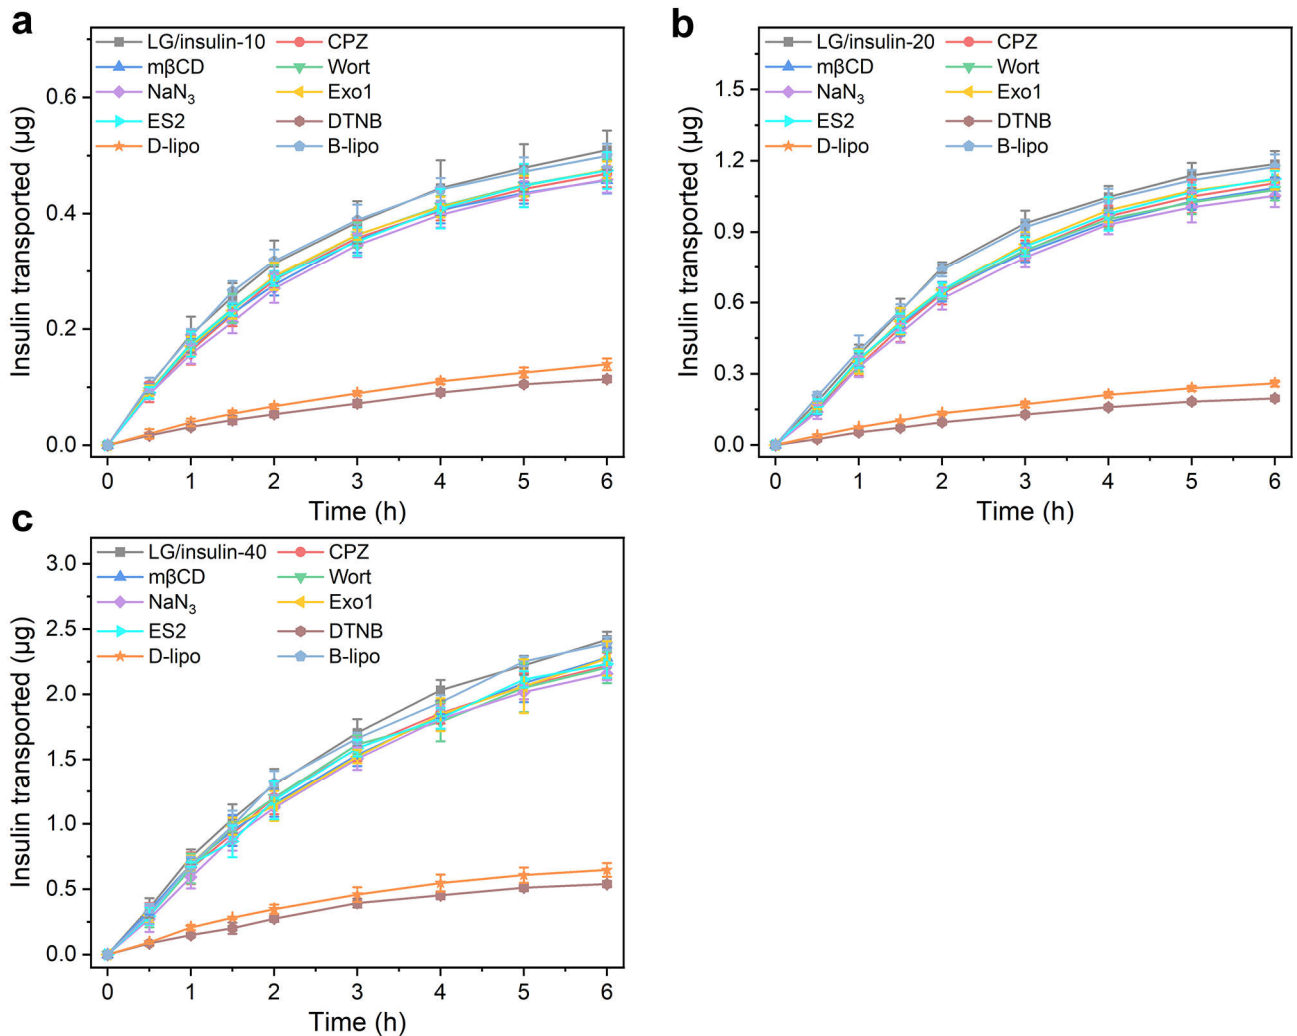 a
LG/insulin-10 CPZ
mβCD Wort
NaN₃ Exo1
ES2 DTNB
D-lipo B-lipo
0.6
0.4
0.2
0.0
Insulin transported (μg)
0 1 2 3 4 5 6
Time (h)
b
LG/insulin-20 CPZ
mβCD Wort
NaN₃ Exo1
ES2 DTNB
D-lipo B-lipo
1.5
1.2
0.9
0.6
0.3
0.0
Insulin transported (μg)
0 1 2 3 4 5 6
Time (h)
c
LG/insulin-40 CPZ
mβCD Wort
NaN₃ Exo1
ES2 DTNB
D-lipo B-lipo
3.0
2.5
2.0
1.5
1.0
0.5
0.0
Insulin transported (μg)
0 1 2 3 4 5 6
Time (h)